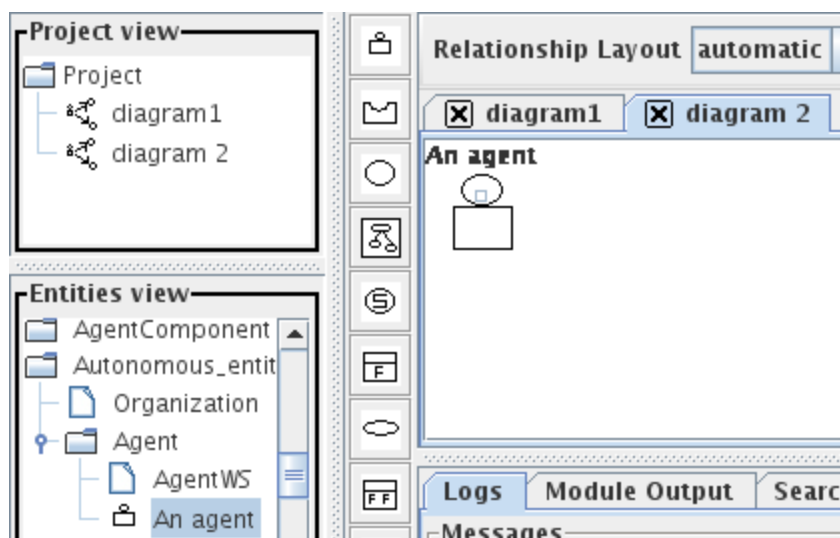 Project view
Project
diagram1
diagram 2
Entities view
AgentComponent
Autonomous_entit
Organization
Agent
AgentWS
An agent
S
F
F F
Relationship Layout automatic
diagram1 diagram 2
An agent
Logs Module Output Searc
Messages